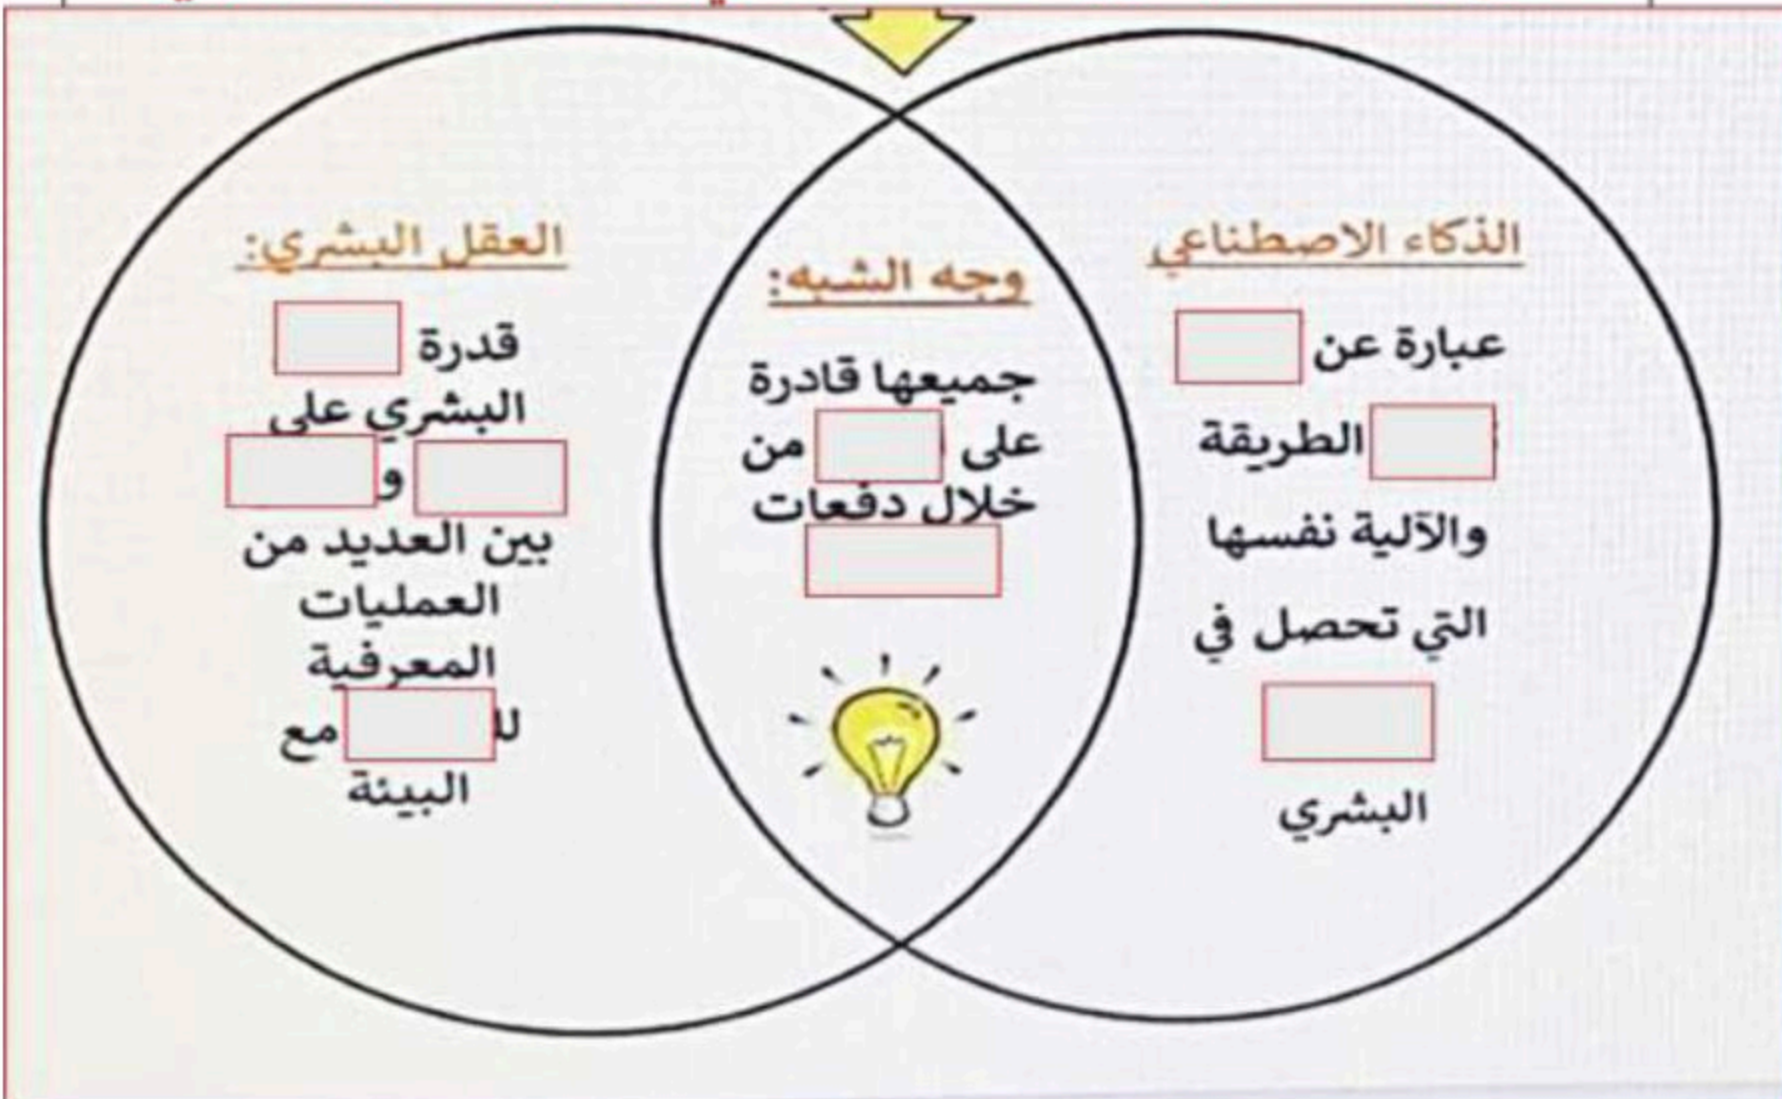 الذكاء الاصطناعي
عبارة عن
الطريقة
والآلية نفسها
التي تحصل في
البشري
وجه الشبه:
جميعها قادرة
على من
خلال دفعات
العقل البشري:
قدرة
البشري على
و
بين العديد من
العمليات
المعرفية
لل مع
البيئة